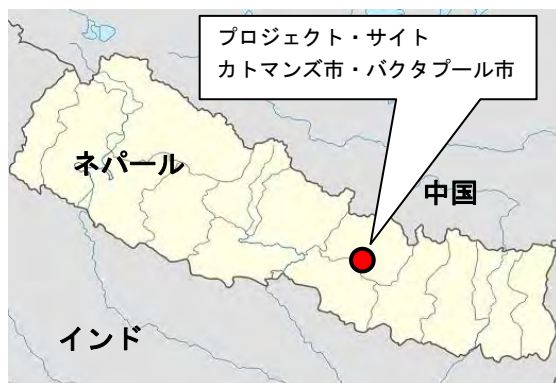 プロジェクト・サイト
カトマンズ市・バクタプール市
ネパール
中国
インド